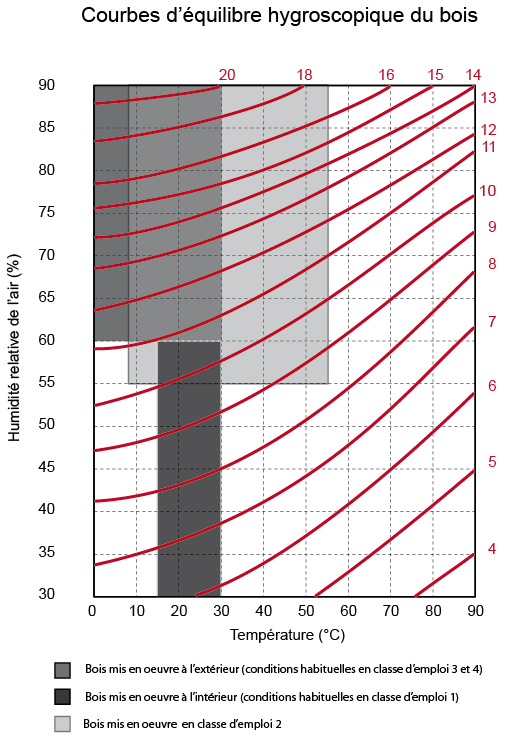 Courbes d'équilibre hygroscopique du bois
20 18 16 15 14
90
13
85
12
11
80
10
75
9
70
8
65
7
60
6
55
50
5
45
40
4
35
30
Humidité relative de l'air (%)
0 10 20 30 40 50 60 70 80 90
Température (°C)
Bois mis en oeuvre à l'extérieur (conditions habituelles en classe d'emploi 3 et 4)
Bois mis en oeuvre à l'intérieur (conditions habituelles en classe d'emploi 1)
Bois mis en oeuvre en classe d'emploi 2